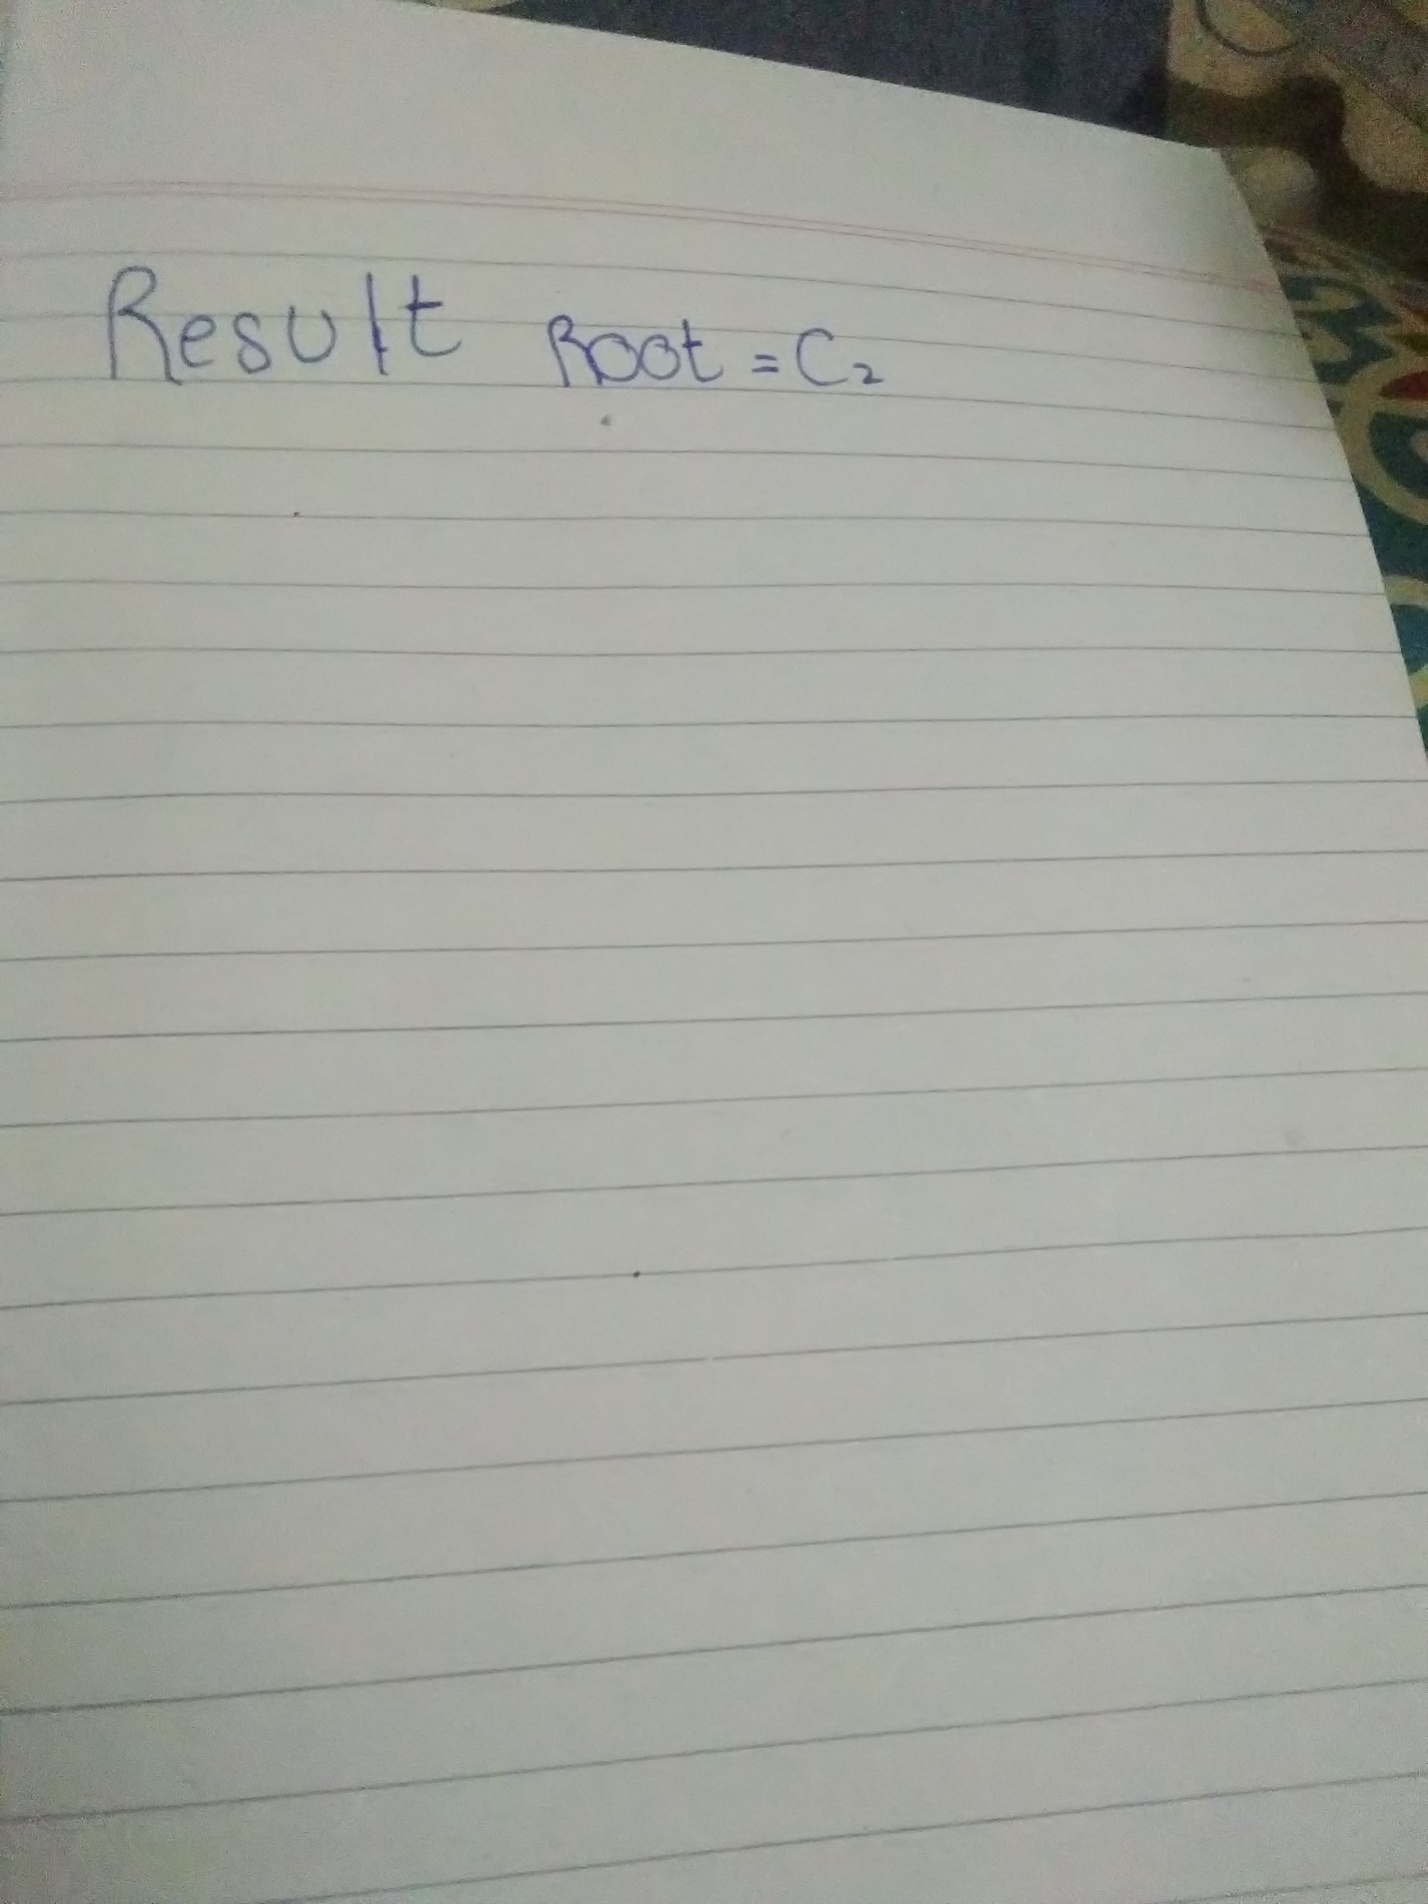 Result Root = C₂